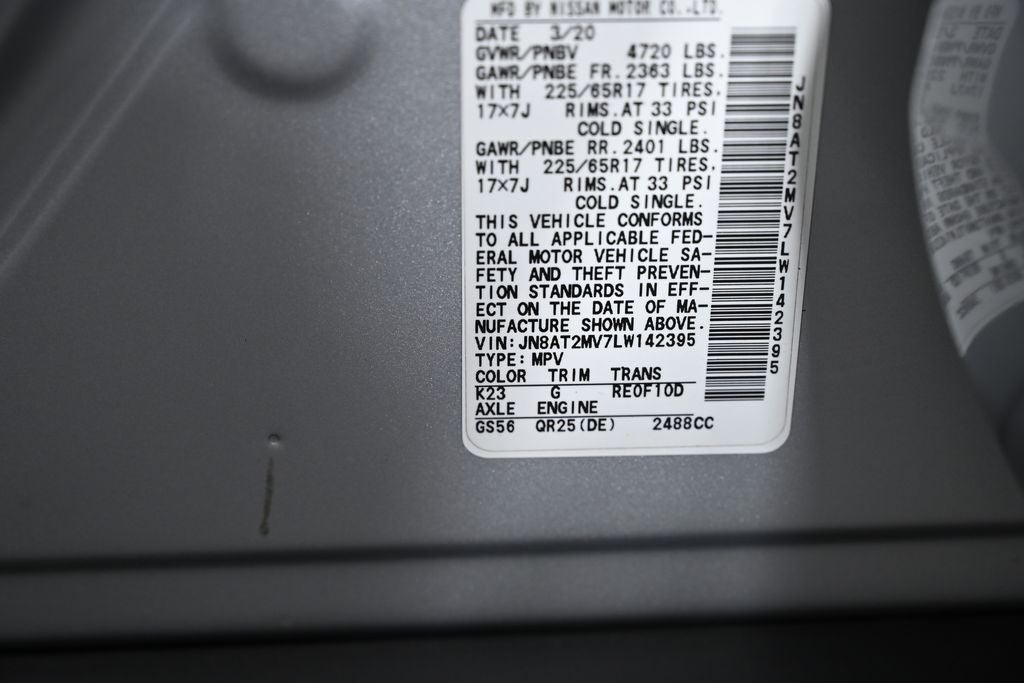 MFD BY NISSAN MOTOR CO.,LTD.
DATE 3/20
GVWR/PNBV 4720 LBS.
GAWR/PNBE FR. 2363 LBS.
WITH 225/65R17 TIRES.
17×7J RIMS. AT 33 PSI
COLD SINGLE.
GAWR/PNBE RR. 2401 LBS.
WITH 225/65R17 TIRES.
17×7J RIMS. AT 33 PSI
COLD SINGLE.
THIS VEHICLE CONFORMS
TO ALL APPLICABLE FED-
ERAL MOTOR VEHICLE SA-
FETY AND THEFT PREVEN-
TION STANDARDS IN EFF-
ECT ON THE DATE OF MA-
NUFACTURE SHOWN ABOVE.
VIN: JN8AT2MV7LW142395
TYPE: MPV
COLOR TRIM TRANS
K23 G RE0F10D
AXLE ENGINE
GS56 QR25(DE) 2488CC
JN8AT2MV7LW142395